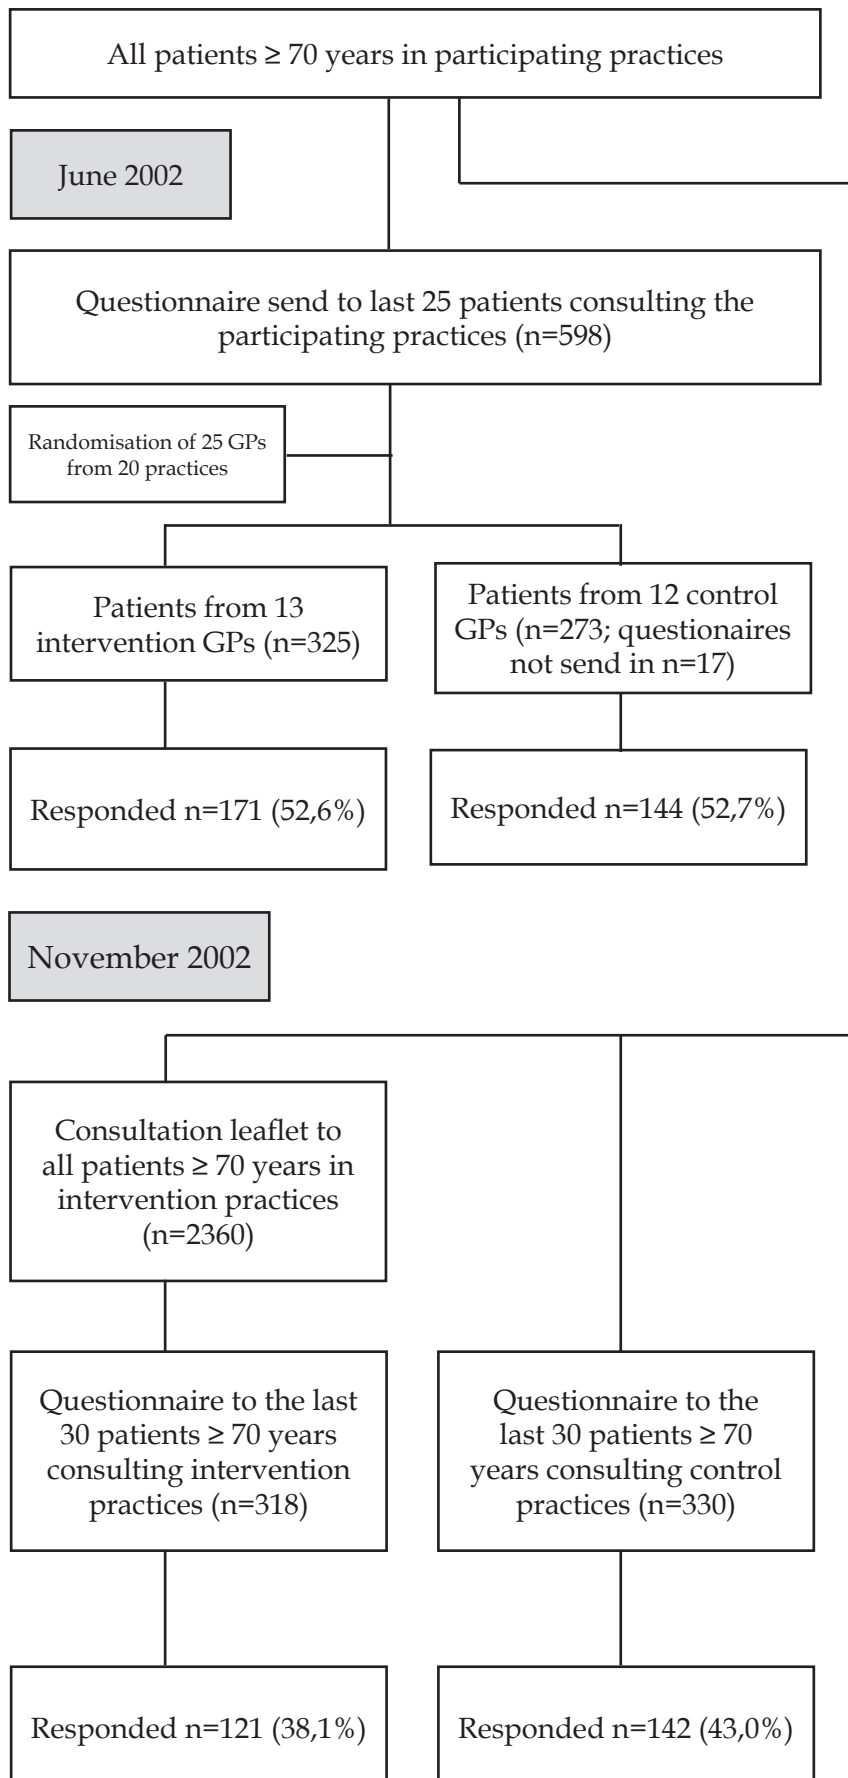 All patients ≥ 70 years in participating practices
June 2002
Questionnaire send to last 25 patients consulting the
participating practices (n=598)
Randomisation of 25 GPs
from 20 practices
Patients from 13
intervention GPs (n=325)
Patients from 12 control
GPs (n=273; questionaires
not send in n=17)
Responded n=171 (52,6%)
Responded n=144 (52,7%)
November 2002
Consultation leaflet to
all patients ≥ 70 years in
intervention practices
(n=2360)
Questionnaire to the last
30 patients ≥ 70 years
consulting intervention
practices (n=318)
Questionnaire to the
last 30 patients ≥ 70
years consulting control
practices (n=330)
Responded n=121 (38,1%)
Responded n=142 (43,0%)